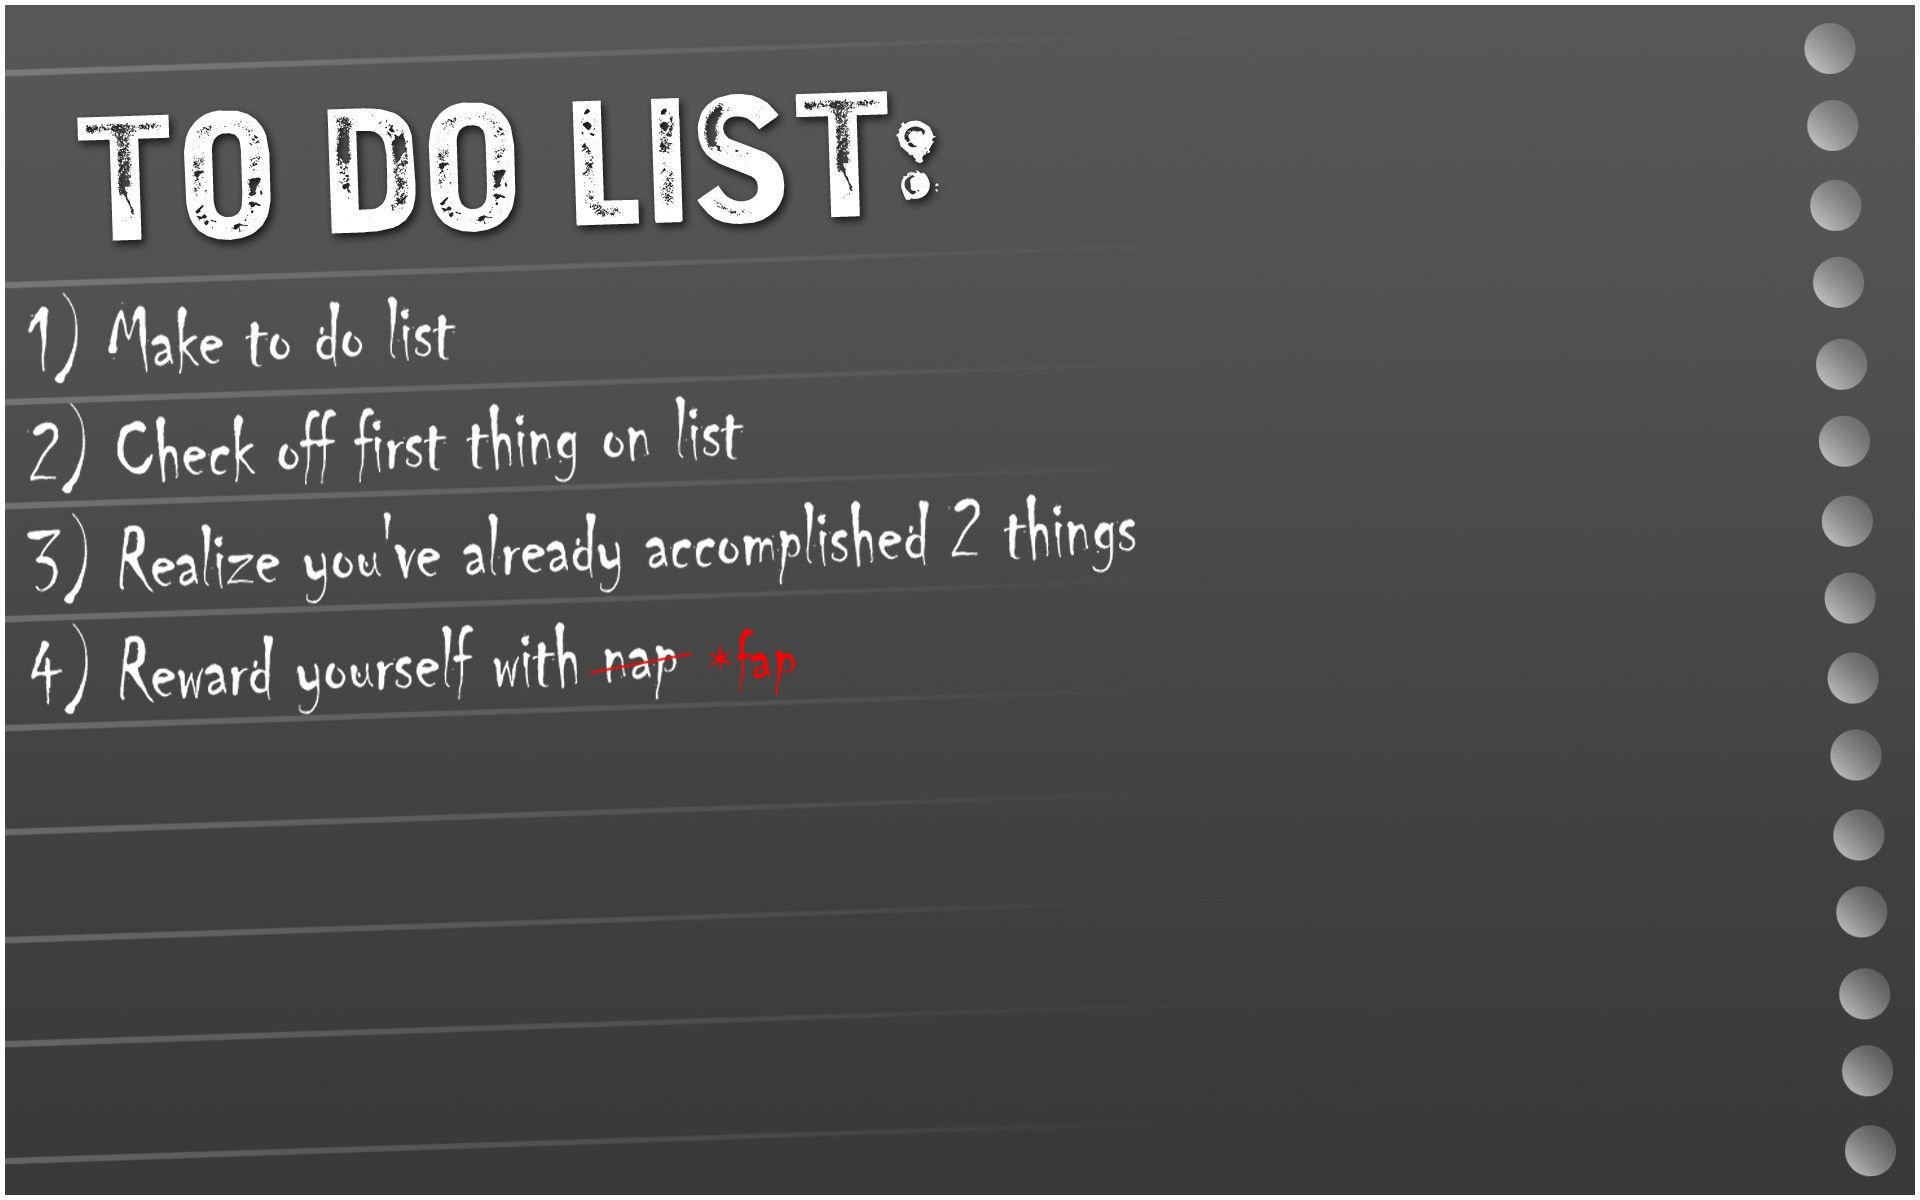 TO DO LIST:
1) Make to do list
2) Check off first thing on list
3) Realize you've already accomplished 2 things
4) Reward yourself with nap *fap